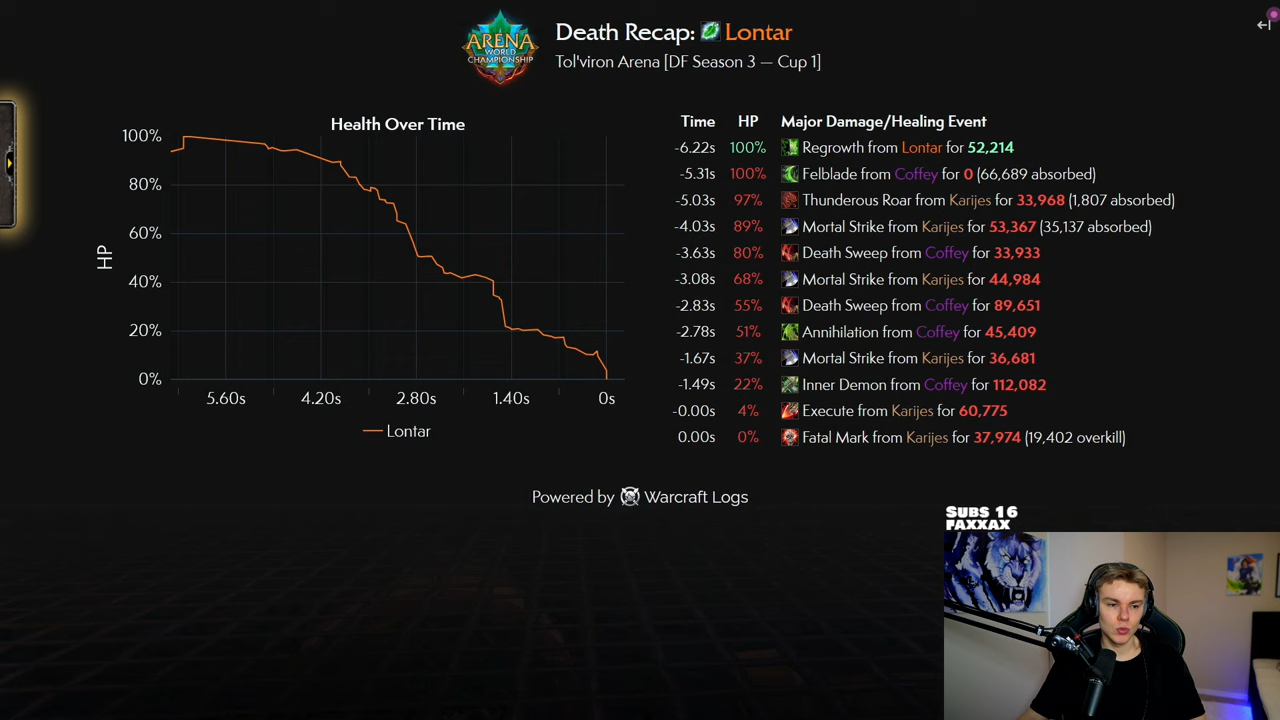 ARENA
WORLD
CHAMPIONSHIP
Death Recap: Lontar
Tol'viron Arena [DF Season 3 — Cup 1]
Health Over Time
HP
100%
80%
60%
40%
20%
0%
5.60s 4.20s 2.80s 1.40s 0s
Lontar
Time HP Major Damage/Healing Event
-6.22s 100% Regrowth from Lontar for 52,214
-5.31s 100% Felblade from Coffey for 0 (66,689 absorbed)
-5.03s 97% Thunderous Roar from Karijes for 33,968 (1,807 absorbed)
-4.03s 89% Mortal Strike from Karijes for 53,367 (35,137 absorbed)
-3.63s 80% Death Sweep from Coffey for 33,933
-3.08s 68% Mortal Strike from Karijes for 44,984
-2.83s 55% Death Sweep from Coffey for 89,651
-2.78s 51% Annihilation from Coffey for 45,409
-1.67s 37% Mortal Strike from Karijes for 36,681
-1.49s 22% Inner Demon from Coffey for 112,082
-0.00s 4% Execute from Karijes for 60,775
0.00s 0% Fatal Mark from Karijes for 37,974 (19,402 overkill)
Powered by Warcraft Logs
SUBS 16
FAXXAX